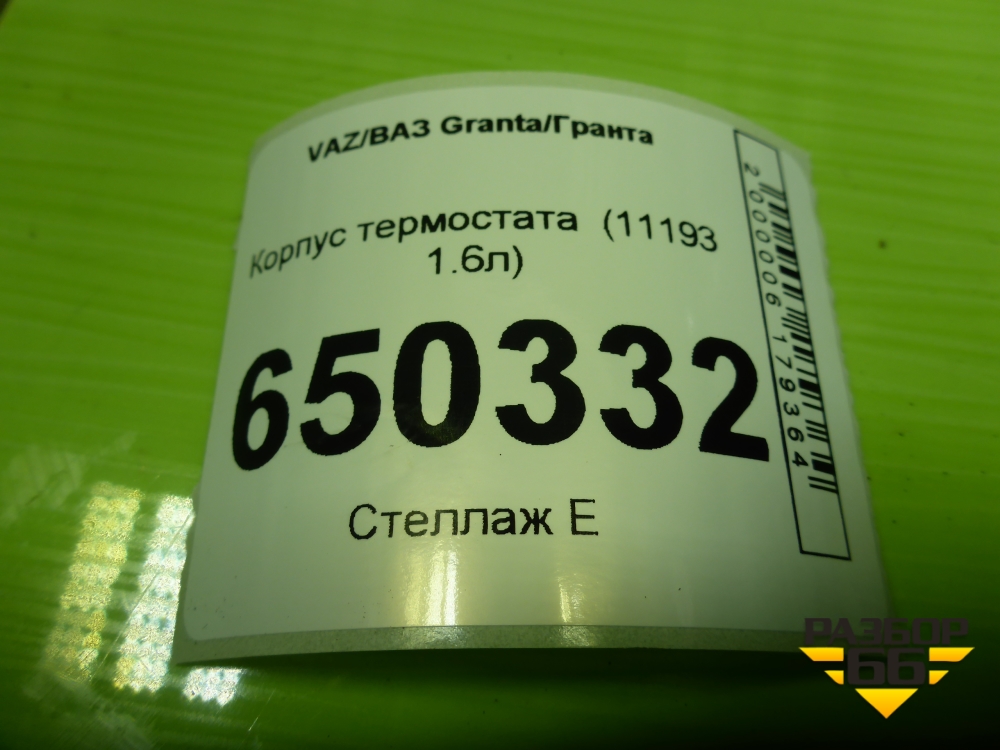 VAZ/ВАЗ Granta/Гранта
Корпус термостата (11193
1.6л)
650332
Стеллаж Е
2000006179364
РАЗБОР
66